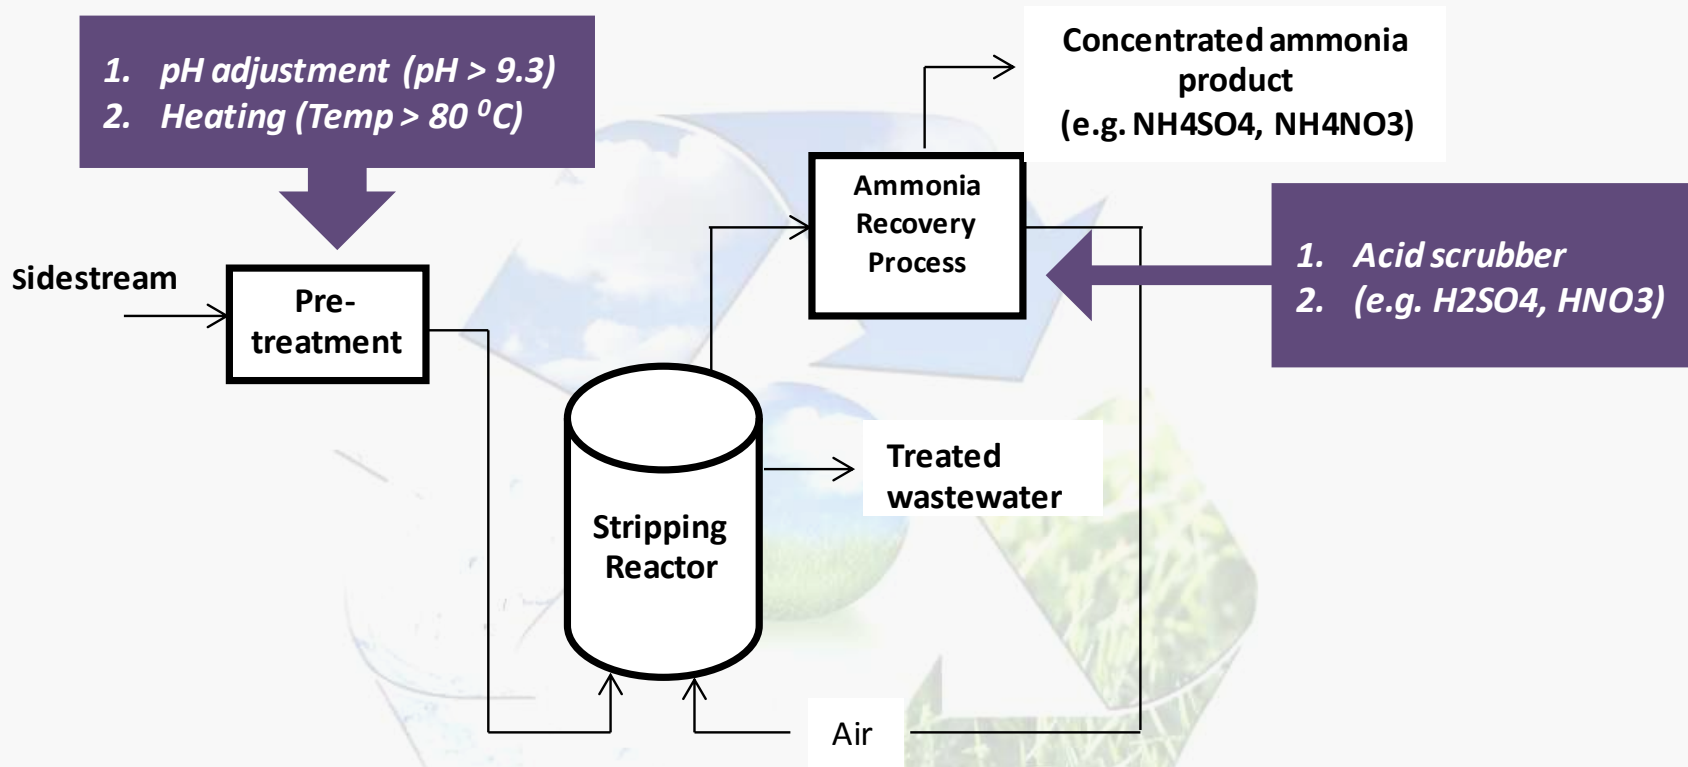 1. pH adjustment (pH > 9.3)
2. Heating (Temp > 80 ⁰C)
Concentrated ammonia
product
(e.g. NH4SO4, NH4NO3)
Ammonia
Recovery
Process
1. Acid scrubber
2. (e.g. H2SO4, HNO3)
Sidestream
Pre-
treatment
Treated
wastewater
Stripping
Reactor
Air